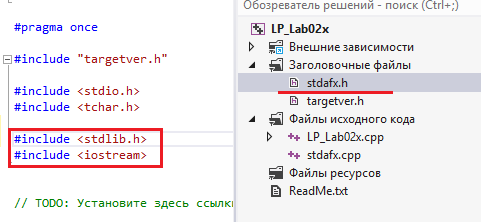 #pragma once
#include "targetver.h"
#include <stdio.h>
#include <tchar.h>
#include <stdlib.h>
#include <iostream>
// TODO: Установите здесь ссылки
Обозреватель решений - поиск (Ctrl+;)
LP_Lab02x
Внешние зависимости
Заголовочные файлы
stdafx.h
targetver.h
Файлы исходного кода
LP_Lab02x.cpp
stdafx.cpp
Файлы ресурсов
ReadMe.txt